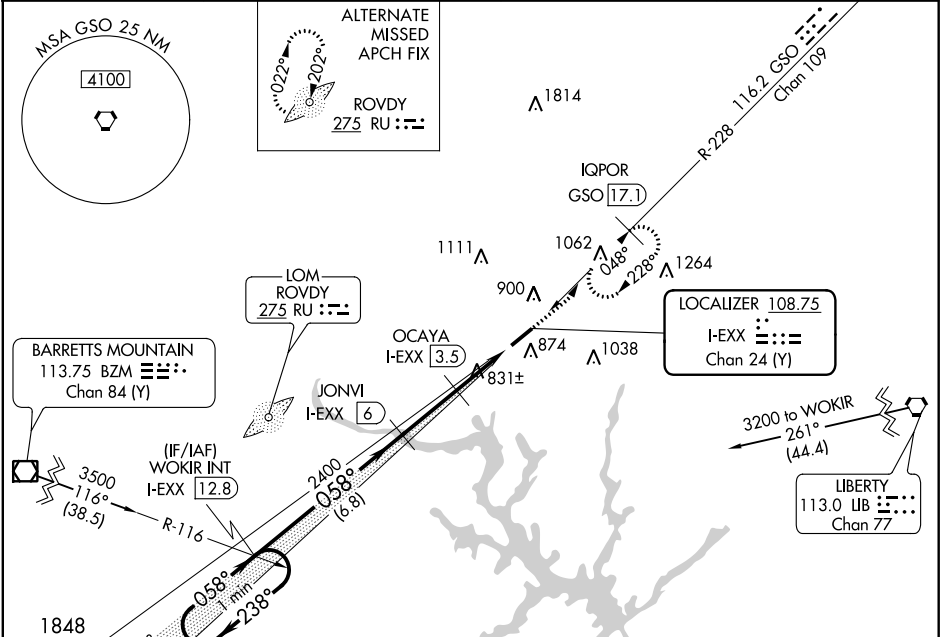 MSA GSO 25 NM
4100
ALTERNATE
MISSED
APCH FIX
022°
202°
ROVDY
275 RU
1814
116.2 GSO
Chan 109
R-228
IQPOR
GSO 17.1
1111
1062
048°
228°
1264
900
LOM
ROVDY
275 RU
LOCALIZER 108.75
I-EXX
Chan 24 (Y)
OCAYA
I-EXX 3.5
874
1038
831±
BARRETTS MOUNTAIN
113.75 BZM
Chan 84 (Y)
JONVI
I-EXX 6
3200 to WOKIR
261°
(44.4)
(IF/IAF)
WOKIR INT
I-EXX 12.8
2400
058°
(6.8)
3500
116°
(38.5)
R-116
LIBERTY
113.0 LIB
Chan 77
058°
1 min
238°
1848